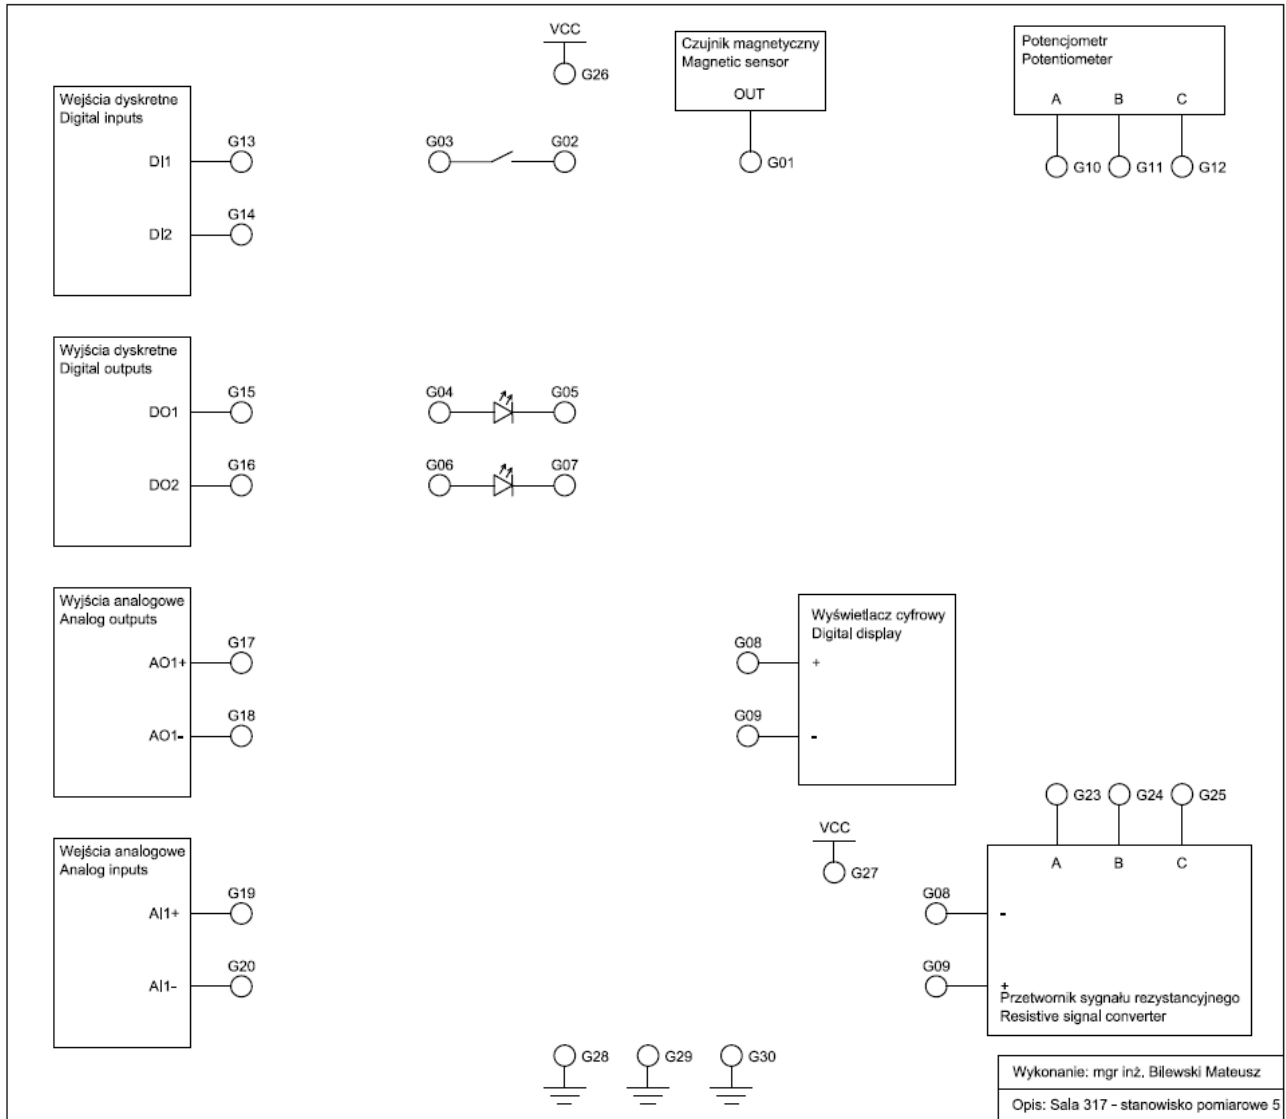 VCC
G26
Czujnik magnetyczny
Magnetic sensor
OUT
G01
Potencjometr
Potentiometer
A B C
G10 G11 G12
Wejścia dyskretne
Digital inputs
DI1
G13
DI2
G14
G03
G02
Wyjścia dyskretne
Digital outputs
DO1
G15
DO2
G16
G04
G05
G06
G07
Wyjścia analogowe
Analog outputs
AO1+
G17
AO1-
G18
Wyświetlacz cyfrowy
Digital display
G08
+
G09
-
Wejścia analogowe
Analog inputs
AI1+
G19
AI1-
G20
VCC
G27
G23 G24 G25
A B C
G08
-
G09
+
Przetwornik sygnału rezystancyjnego
Resistive signal converter
G28 G29 G30
Wykonanie: mgr inż. Bilewski Mateusz
Opis: Sala 317 - stanowisko pomiarowe 5